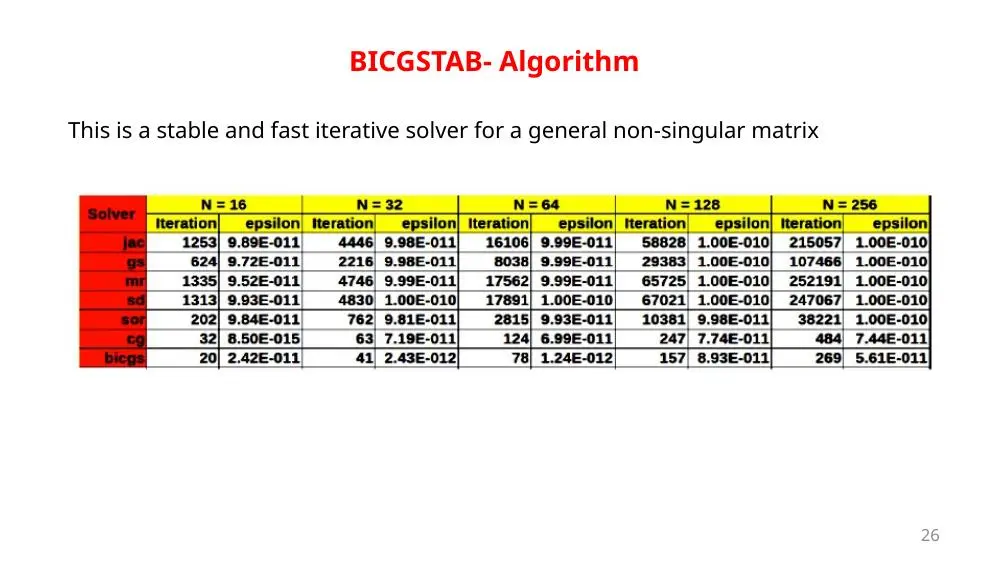 BICGSTAB- Algorithm
This is a stable and fast iterative solver for a general non-singular matrix
Solver N = 16 N = 32 N = 64 N = 128 N = 256
Iteration epsilon Iteration epsilon Iteration epsilon Iteration epsilon Iteration epsilon
jac 1253 9.89E-011 4446 9.98E-011 16106 9.99E-011 58828 1.00E-010 215057 1.00E-010
gs 624 9.72E-011 2216 9.98E-011 8038 9.99E-011 29383 1.00E-010 107466 1.00E-010
mr 1335 9.52E-011 4746 9.99E-011 17562 9.99E-011 65725 1.00E-010 252191 1.00E-010
sd 1313 9.93E-011 4830 1.00E-010 17891 1.00E-010 67021 1.00E-010 247067 1.00E-010
sor 202 9.84E-011 762 9.81E-011 2815 9.93E-011 10381 9.98E-011 38221 1.00E-010
cg 32 8.50E-015 63 7.19E-011 124 6.99E-011 247 7.74E-011 484 7.44E-011
bicgs 20 2.42E-011 41 2.43E-012 78 1.24E-012 157 8.93E-011 269 5.61E-011
26